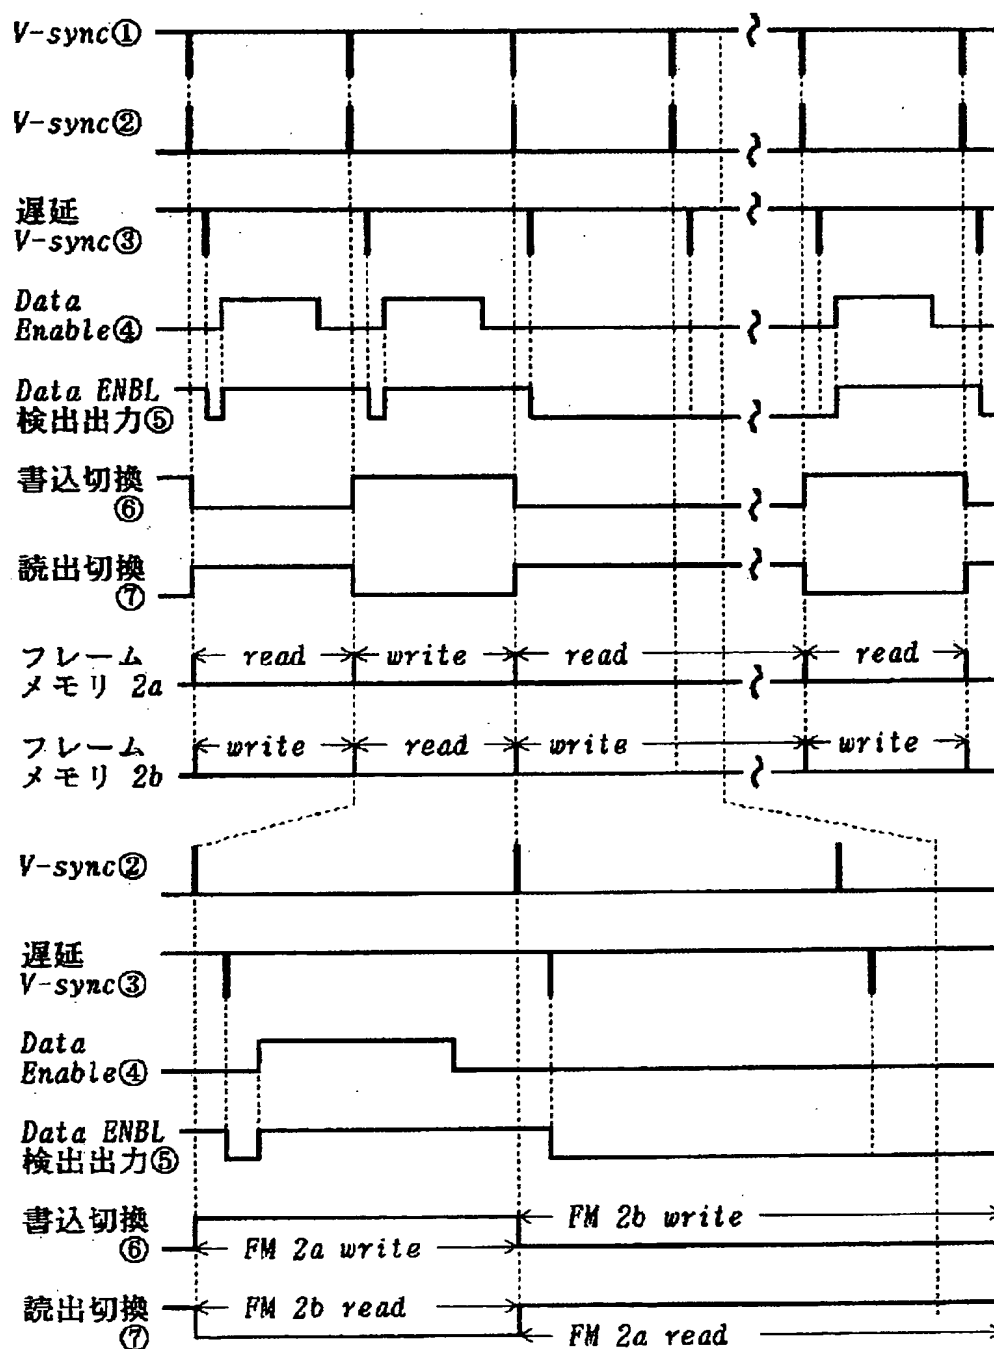 V-sync①
V-sync②
遅延
V-sync③
Data
Enable④
Data ENBL
検出出力⑤
書込切換
⑥
読出切換
⑦
フレーム
メモリ 2a
read
write
read
read
フレーム
メモリ 2b
write
read
write
write
V-sync②
遅延
V-sync③
Data
Enable④
Data ENBL
検出出力⑤
書込切換
⑥
FM 2a write
FM 2b write
読出切換
⑦
FM 2b read
FM 2a read